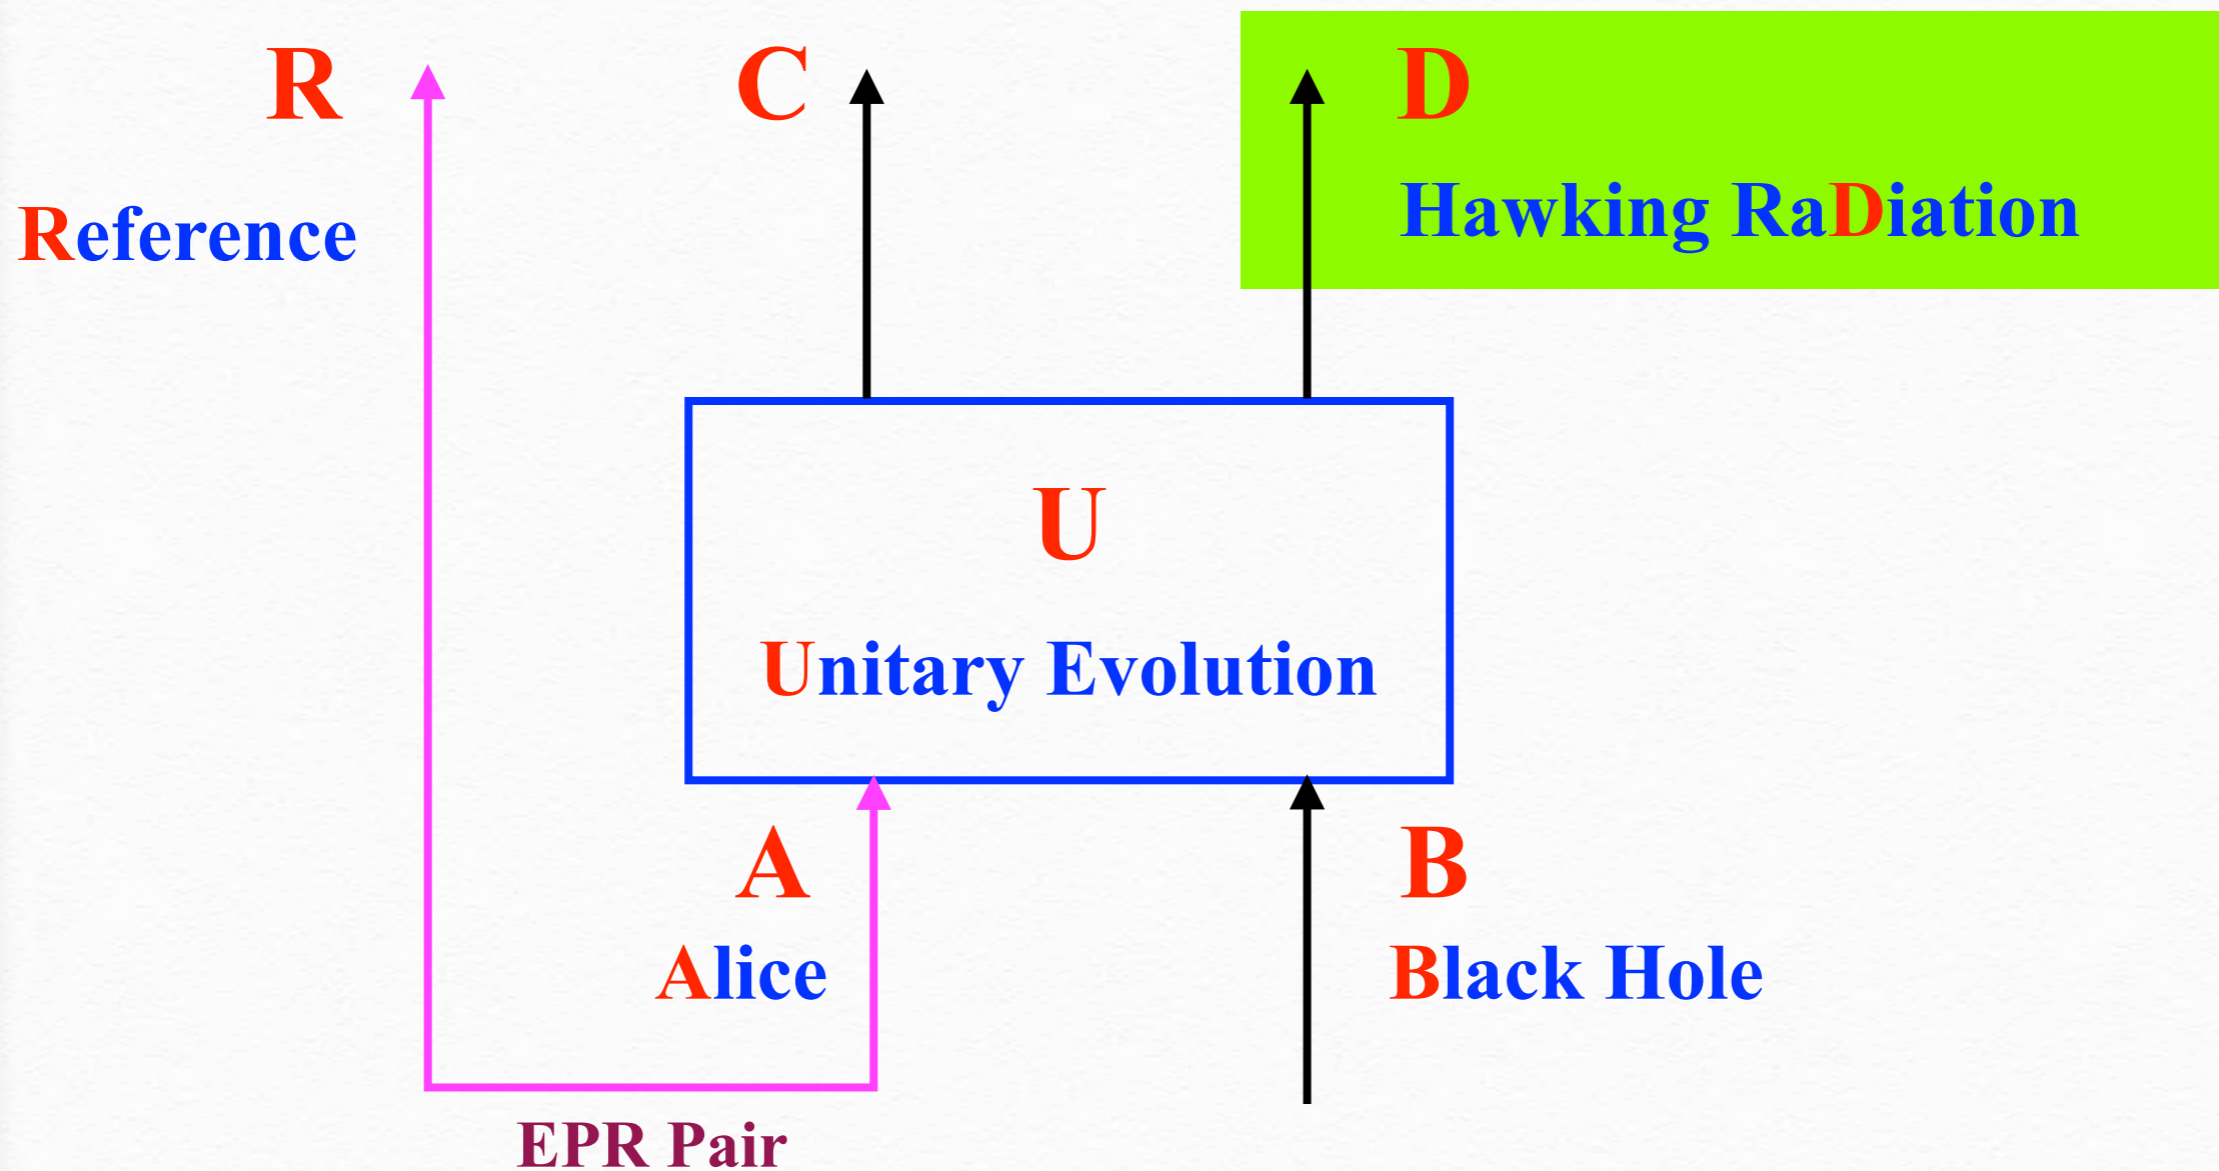 R
C
D
Reference
Hawking RaDiation
U
Unitary Evolution
A
B
Alice
Black Hole
EPR Pair